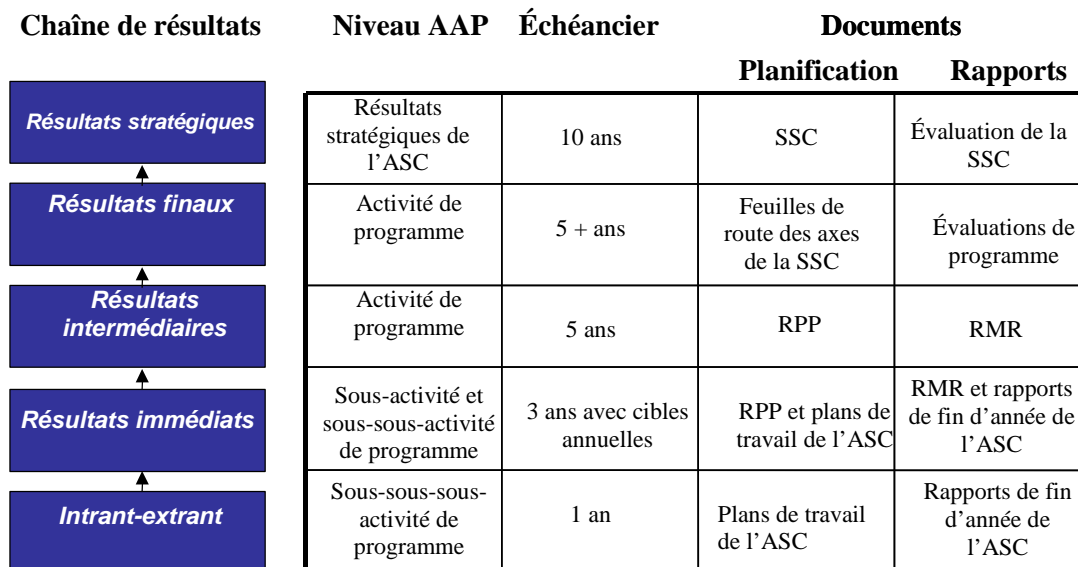 Chaîne de résultats
Niveau AAP
Échéancier
Documents
Planification
Rapports
Résultats stratégiques
Résultats
stratégiques de
l’ASC
10 ans
SSC
Évaluation de la
SSC
Résultats finaux
Activité de
programme
5 + ans
Feuilles de
route des axes
de la SSC
Évaluations de
programme
Résultats
intermédiaires
Activité de
programme
5 ans
RPP
RMR
Résultats immédiats
Sous-activité et
sous-sous-activité
de programme
3 ans avec cibles
annuelles
RPP et plans de
travail de l’ASC
RMR et rapports
de fin d’année de
l’ASC
Intrant-extrant
Sous-sous-sous-
activité de
programme
1 an
Plans de travail
de l’ASC
Rapports de fin
d’année de
l’ASC